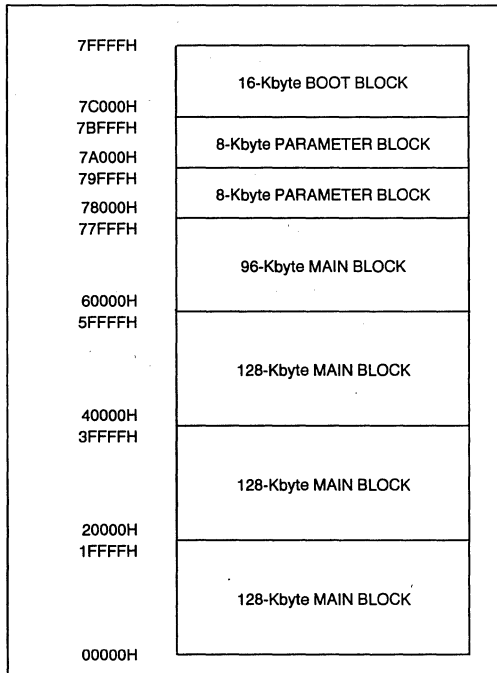 7FFFFH
16-Kbyte BOOT BLOCK
7C000H
7BFFFH
8-Kbyte PARAMETER BLOCK
7A000H
79FFFH
8-Kbyte PARAMETER BLOCK
78000H
77FFFH
96-Kbyte MAIN BLOCK
60000H
5FFFFH
128-Kbyte MAIN BLOCK
40000H
3FFFFH
128-Kbyte MAIN BLOCK
20000H
1FFFFH
128-Kbyte MAIN BLOCK
00000H